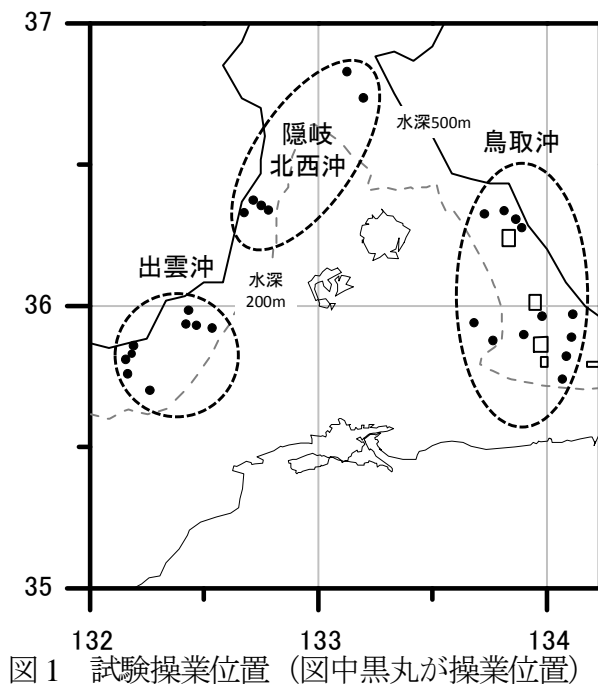 37
水深500m
隠岐
北西沖
鳥取沖
出雲沖
水深
200m
36
35
132
133
134
図1 試験操業位置（図中黒丸が操業位置）